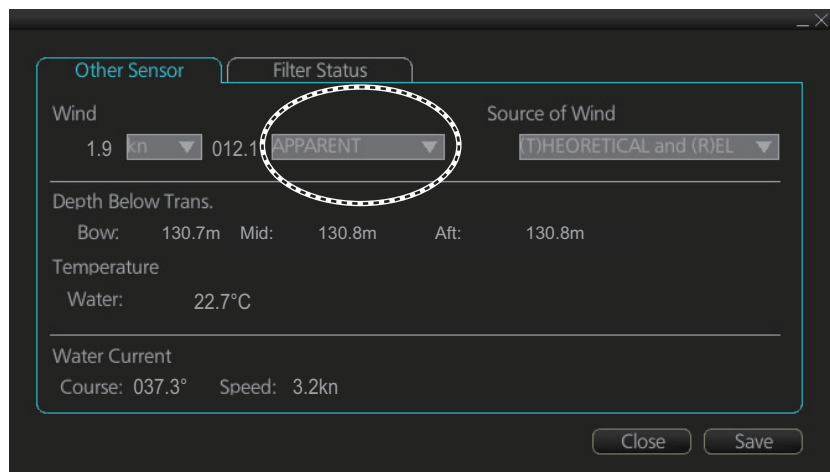 Other Sensor Filter Status
Wind Source of Wind
1.9 kn 012.1 APPARENT (T)HEORETICAL and (R)EL
Depth Below Trans.
Bow: 130.7m Mid: 130.8m Aft: 130.8m
Temperature
Water: 22.7°C
Water Current
Course: 037.3° Speed: 3.2kn
Close Save